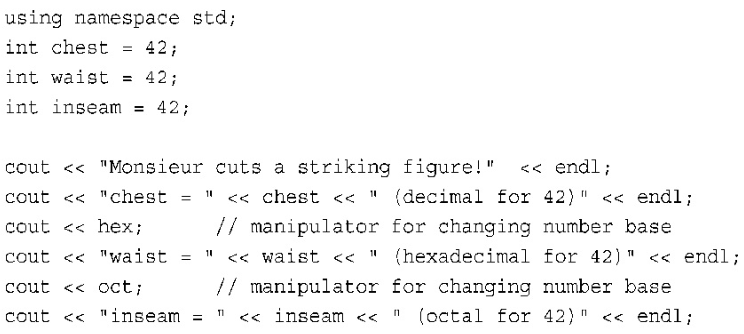 using namespace std;
int chest = 42;
int waist = 42;
int inseam = 42;
cout << "Monsieur cuts a striking figure!"  << endl;
cout << "chest = " << chest << " (decimal for 42)" << endl;
cout << hex;      // manipulator for changing number base
cout << "waist = " << waist << " (hexadecimal for 42)" << endl;
cout << oct;      // manipulator for changing number base
cout << "inseam = " << inseam << " (octal for 42)" << endl;